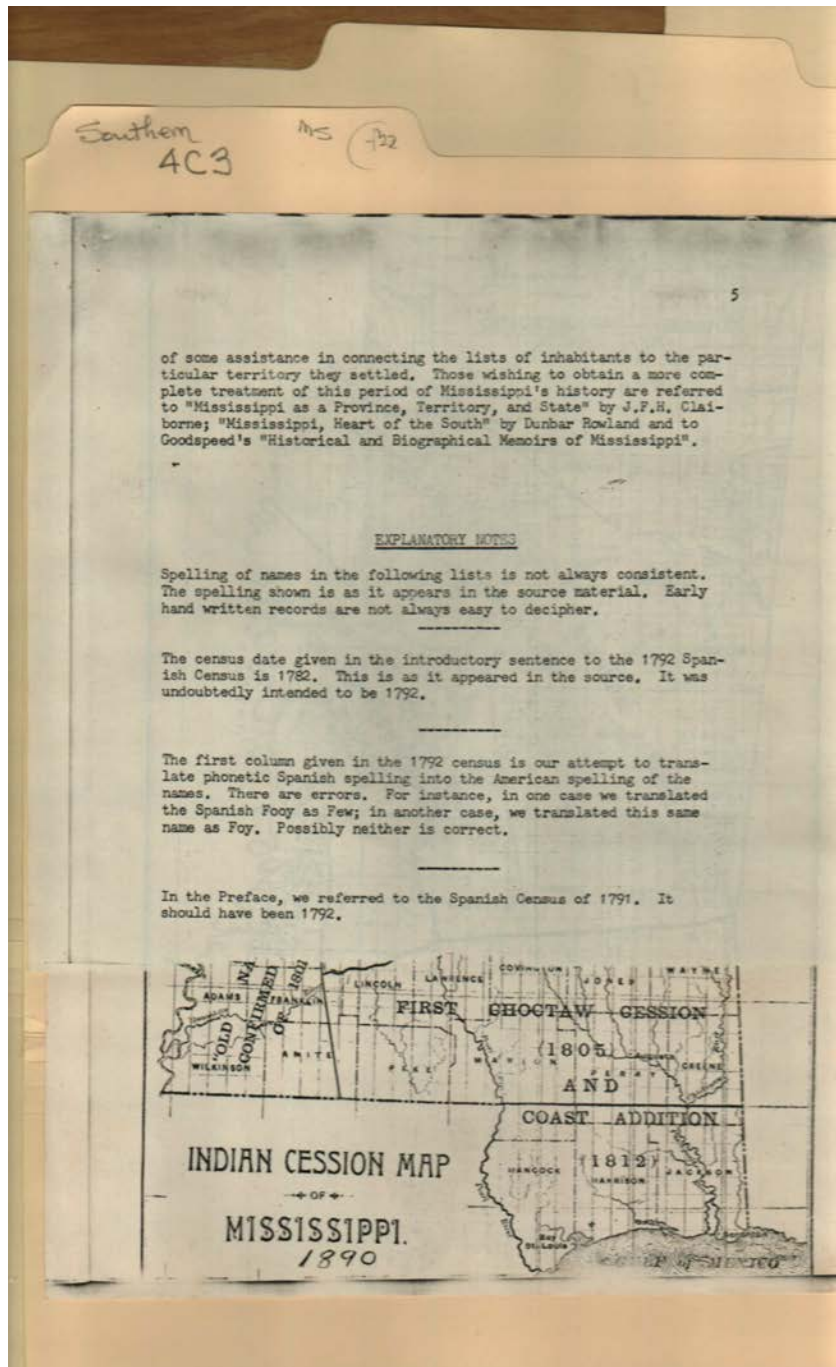 Southern MS
4C3
5
of some assistance in connecting the lists of inhabitants to the par-
ticular territory they settled. Those wishing to obtain a more com-
plete treatment of this period of Mississippi's history are referred
to "Mississippi as a Province, Territory, and State" by J.F.H. Clai-
borne; "Mississippi, Heart of the South" by Dunbar Rowland and to
Goodspeed's "Historical and Biographical Memoirs of Mississippi".
EXPLANATORY NOTES
Spelling of names in the following lists is not always consistent.
The spelling shown is as it appears in the source material. Early
hand written records are not always easy to decipher.
The census date given in the introductory sentence to the 1792 Span-
ish Census is 1782. This is as it appeared in the source. It was
undoubtedly intended to be 1792.
The first column given in the 1792 census is our attempt to trans-
late phonetic Spanish spelling into the American spelling of the
names. There are errors. For instance, in one case we translated
the Spanish Fooy as Few; in another case, we translated this same
name as Foy. Possibly neither is correct.
In the Preface, we referred to the Spanish Census of 1791. It
should have been 1792.
ADAMS FRANKLIN LINCOLN LAWRENCE JONES WAYNE
"OLD NA
CONFIRMED
1801
FIRST CHOCTAW CESSION
WILKINSON AMITE PIKE MARION PERRY GREENE
(1805)
AND
COAST ADDITION
(1812)
HANCOCK HARRISON JACKSON
INDIAN CESSION MAP
OF
MISSISSIPPI.
1890
Bay
St. Louis
OF MEXICO